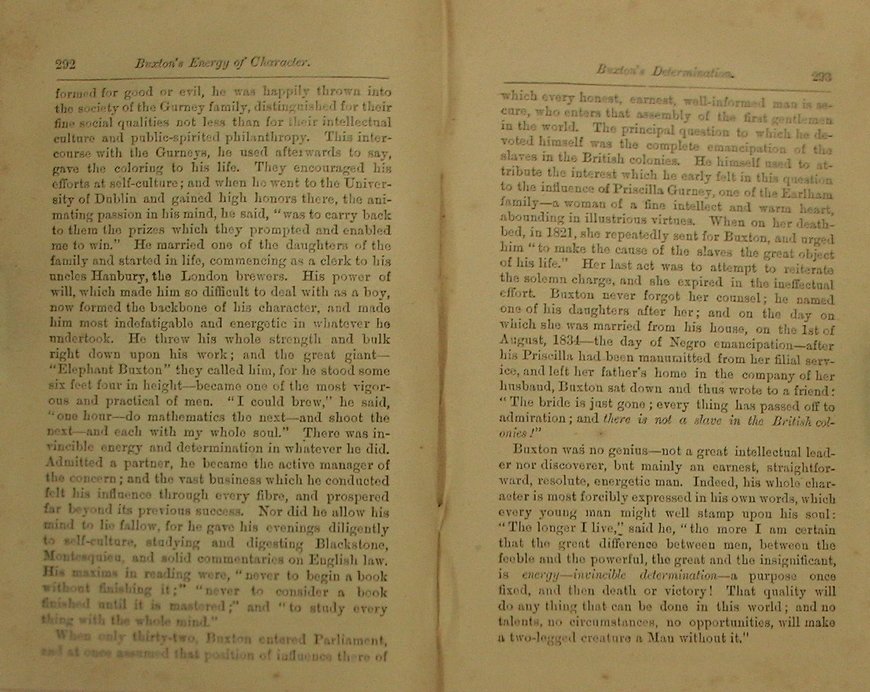 292
Buxton's Energy of Character.
formed for good or evil, he was happily thrown into
the society of the Gurney family, distinguished for their
fine social qualities not less than for their intellectual
culture and public-spirited philanthropy. This inter-
course with the Gurneys, he used afterwards to say,
gave the coloring to his life. They encouraged his
efforts at self-culture; and when he went to the Univer-
sity of Dublin and gained high honors there, the ani-
mating passion in his mind, he said, "was to carry back
to them the prizes which they prompted and enabled
me to win." He married one of the daughters of the
family and started in life, commencing as a clerk to his
uncles Hanbury, the London brewers. His power of
will, which made him so difficult to deal with as a boy,
now formed the backbone of his character, and made
him most indefatigable and energetic in whatever he
undertook. He threw his whole strength and bulk
right down upon his work; and the great giant—
"Elephant Buxton" they called him, for he stood some
six feet four in height—became one of the most vigor-
ous and practical of men. "I could brew," he said,
"one hour—do mathematics the next—and shoot the
next—and each with my whole soul." There was in-
vincible energy and determination in whatever he did.
Admitted a partner, he became the active manager of
the concern; and the vast business which he conducted
felt his influence through every fibre, and prospered
far beyond its previous success. Nor did he allow his
mind to lie fallow, for he gave his evenings diligently
to self-culture, studying and digesting Blackstone,
Montesquieu, and solid commentaries on English law.
His maxims in reading were, "never to begin a book
without finishing it;" "never to consider a book
finished until it is mastered;" and "to study every
thing with the whole mind."
When only thirty-two, Buxton entered Parliament,
and at once assumed that position of influence there of
Buxton's Determination.
293
which every honest, earnest, well-informed man is se-
cure, who enters that assembly of the first gentlemen
in the world. The principal question to which he de-
voted himself was the complete emancipation of the
slaves in the British colonies. He himself used to at-
tribute the interest which he early felt in this question
to the influence of Priscilla Gurney, one of the Earlham
family—a woman of a fine intellect and warm heart,
abounding in illustrious virtues. When on her death-
bed, in 1821, she repeatedly sent for Buxton, and urged
him "to make the cause of the slaves the great object
of his life." Her last act was to attempt to reiterate
the solemn charge, and she expired in the ineffectual
effort. Buxton never forgot her counsel; he named
one of his daughters after her; and on the day on
which she was married from his house, on the 1st of
August, 1834—the day of Negro emancipation—after
his Priscilla had been manumitted from her filial serv-
ice, and left her father's home in the company of her
husband, Buxton sat down and thus wrote to a friend:
"The bride is just gone; every thing has passed off to
admiration; and there is not a slave in the British col-
onies!"
Buxton was no genius—not a great intellectual lead-
er nor discoverer, but mainly an earnest, straightfor-
ward, resolute, energetic man. Indeed, his whole char-
acter is most forcibly expressed in his own words, which
every young man might well stamp upon his soul:
"The longer I live," said he, "the more I am certain
that the great difference between men, between the
feeble and the powerful, the great and the insignificant,
is energy—invincible determination—a purpose once
fixed, and then death or victory! That quality will
do any thing that can be done in this world; and no
talents, no circumstances, no opportunities, will make
a two-legged creature a Man without it."